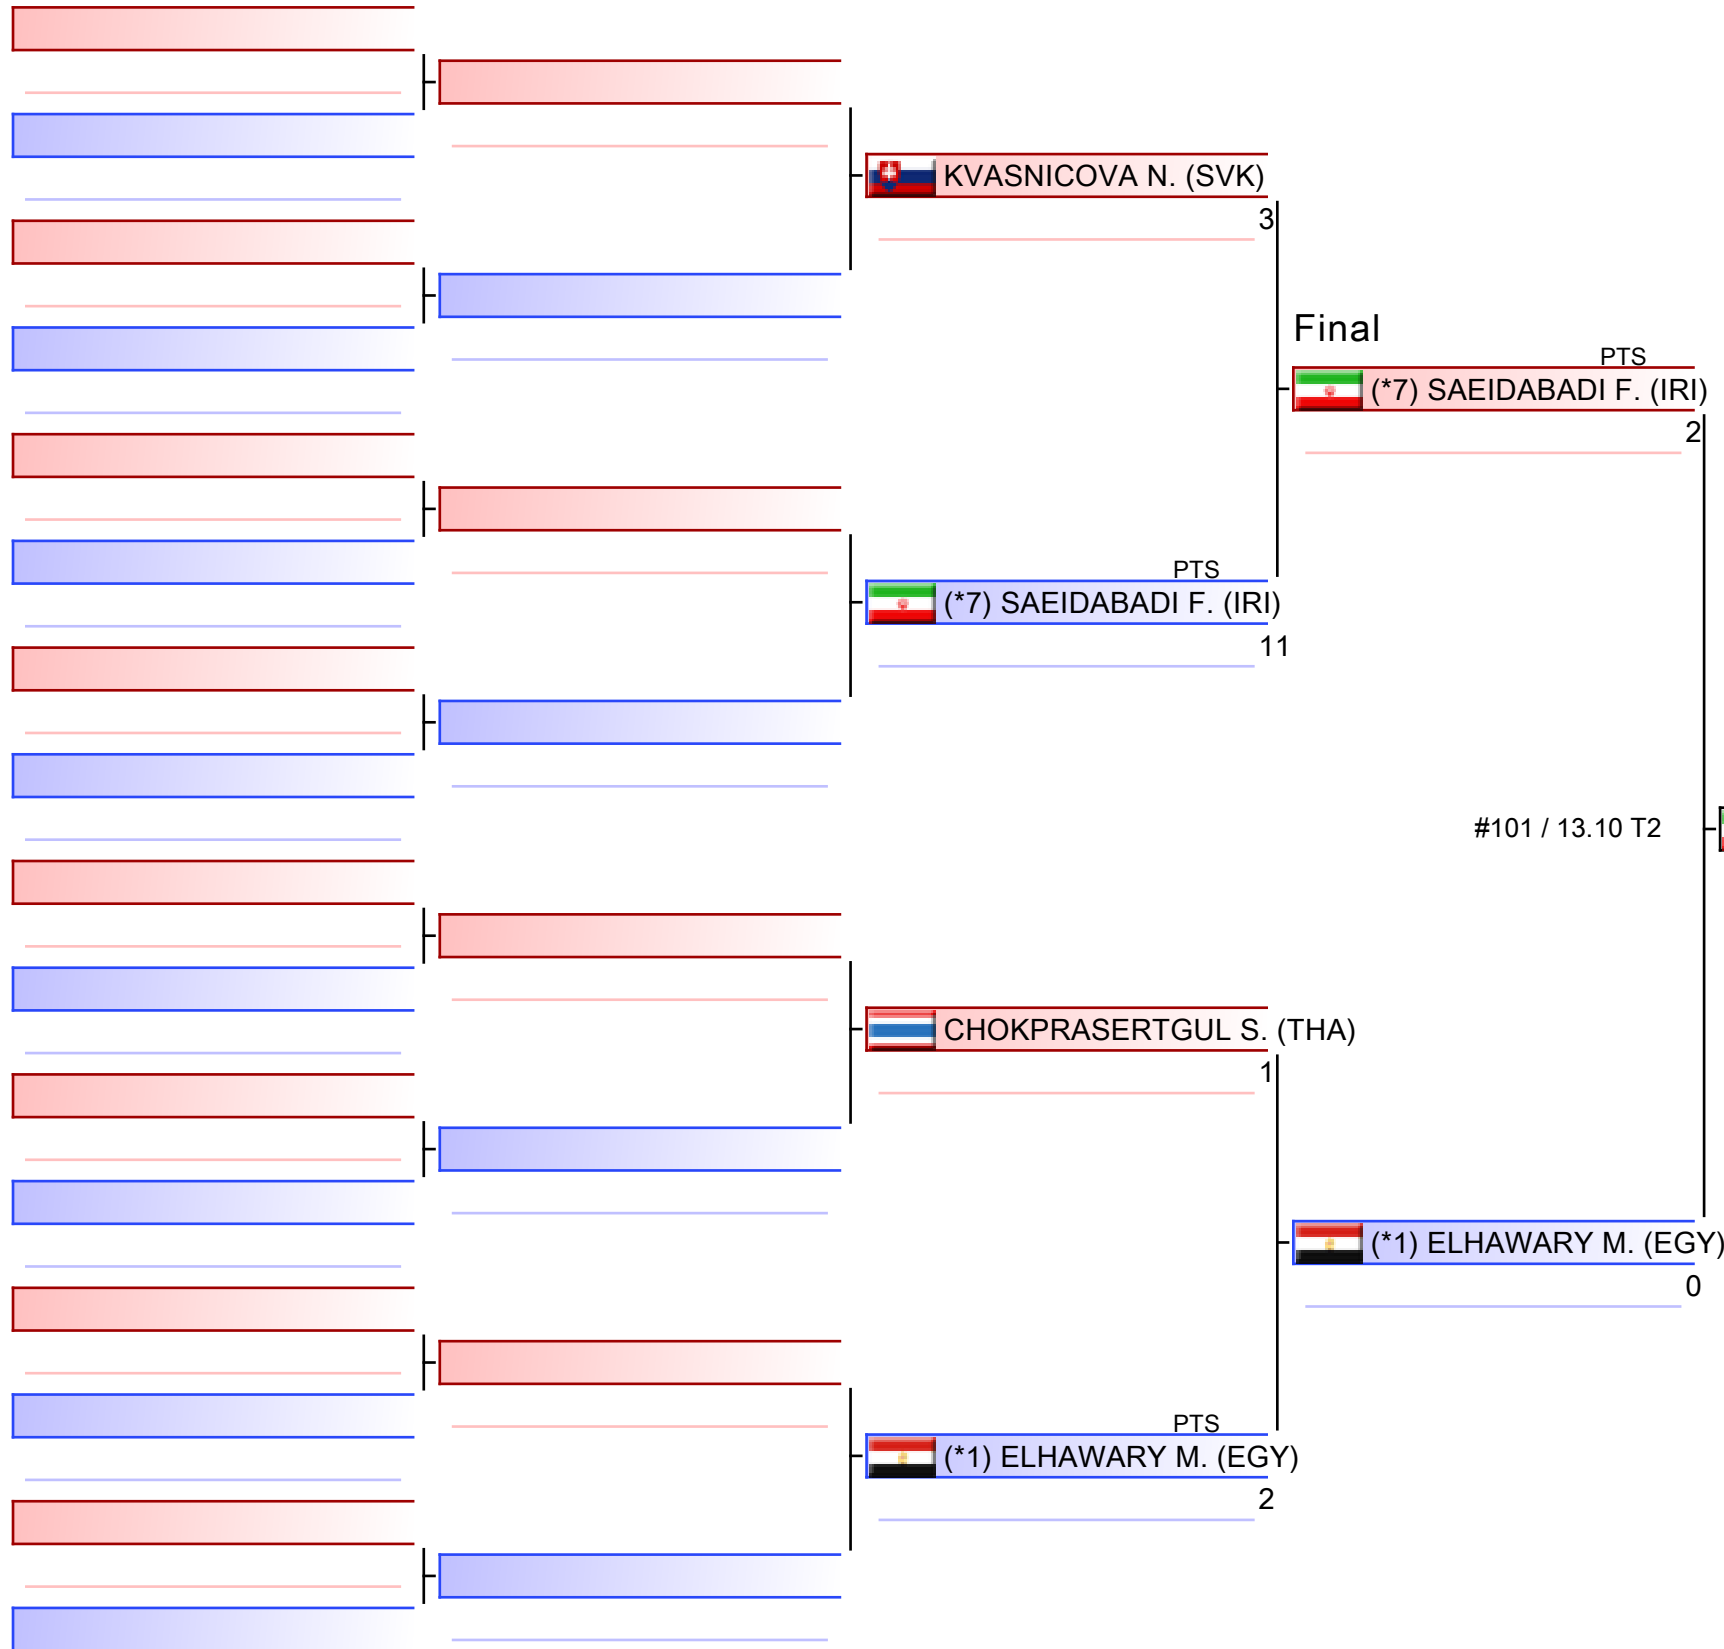 KVASNICOVA N. (SVK)
3
Final
PTS
(*7) SAEIDABADI F. (IRI)
2
PTS
(*7) SAEIDABADI F. (IRI)
11
#101 / 13.10 T2
CHOKPRASERTGUL S. (THA)
1
(*1) ELHAWARY M. (EGY)
0
PTS
(*1) ELHAWARY M. (EGY)
2